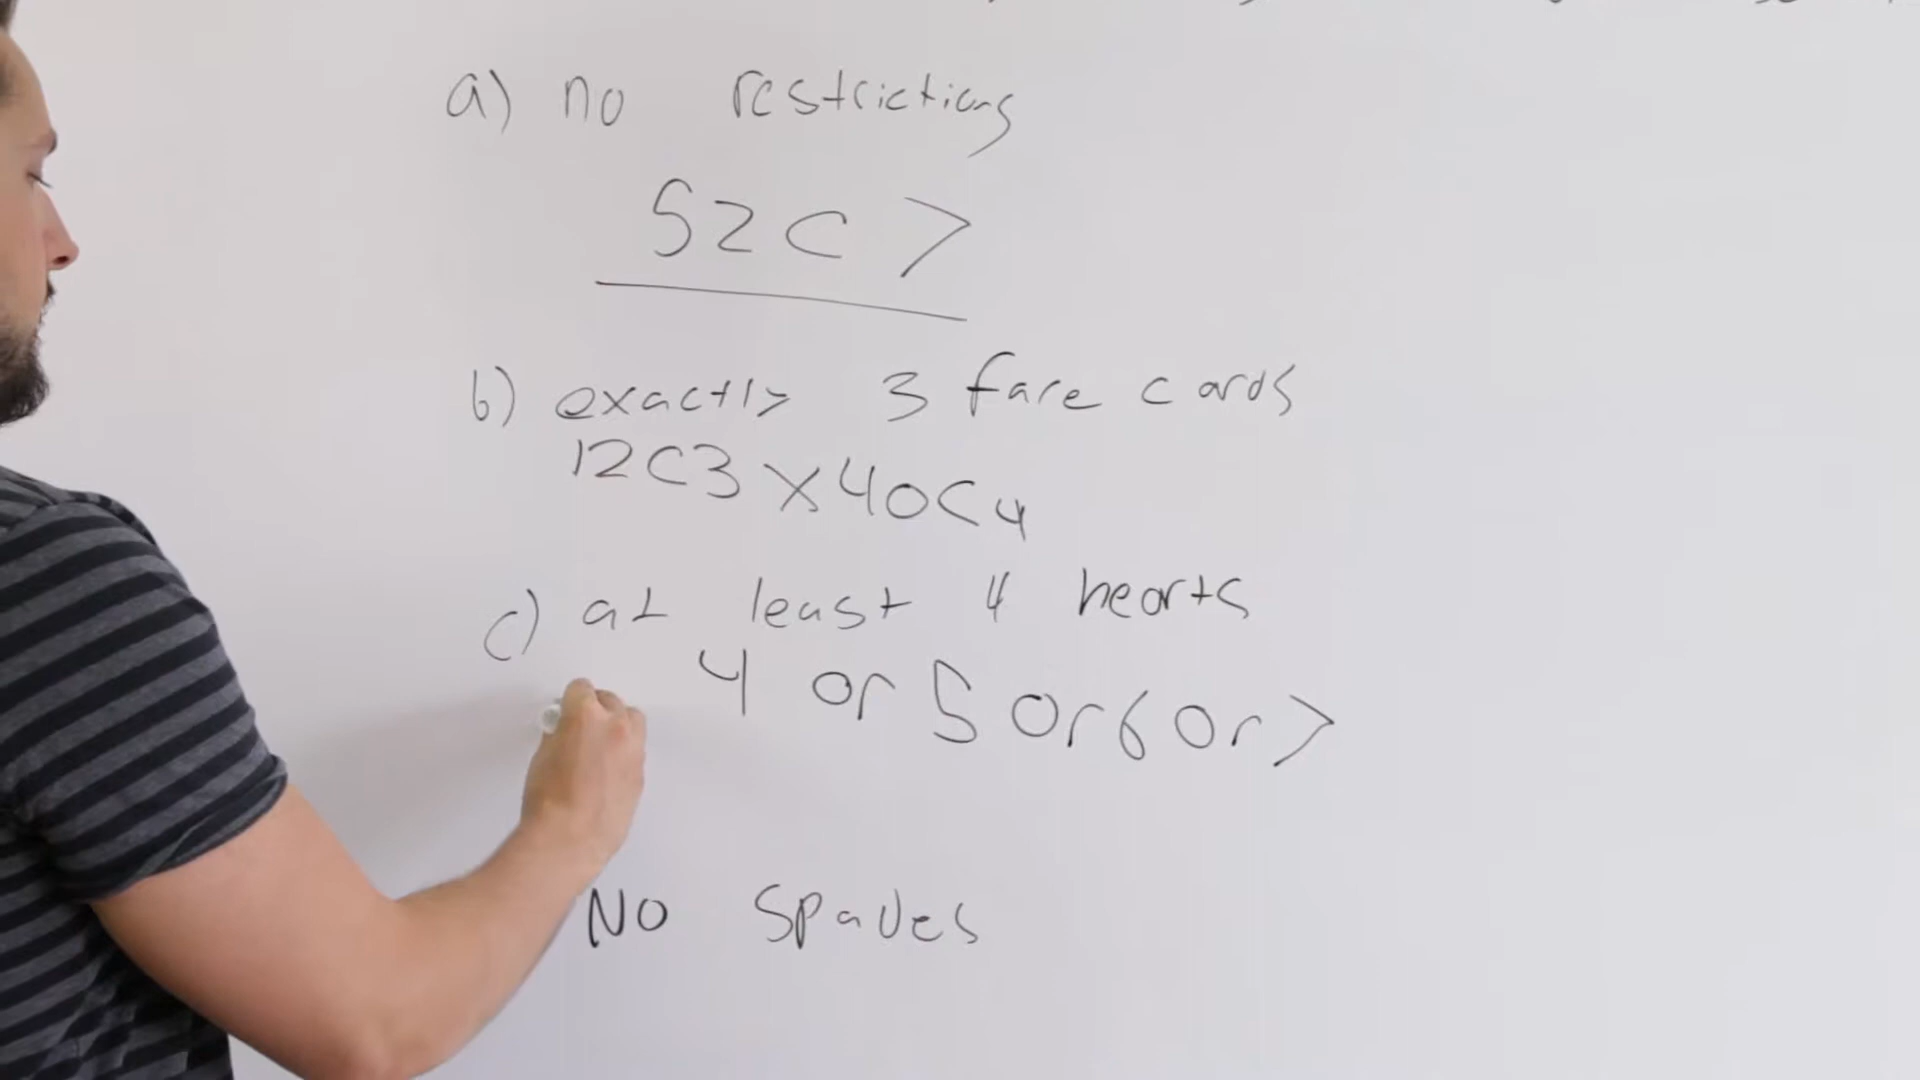 a) no restrictions
52C7
b) exactly 3 face cards
12C3 X 40C4
c) at least 4 hearts
4 or 5 or 6 or 7
No spades